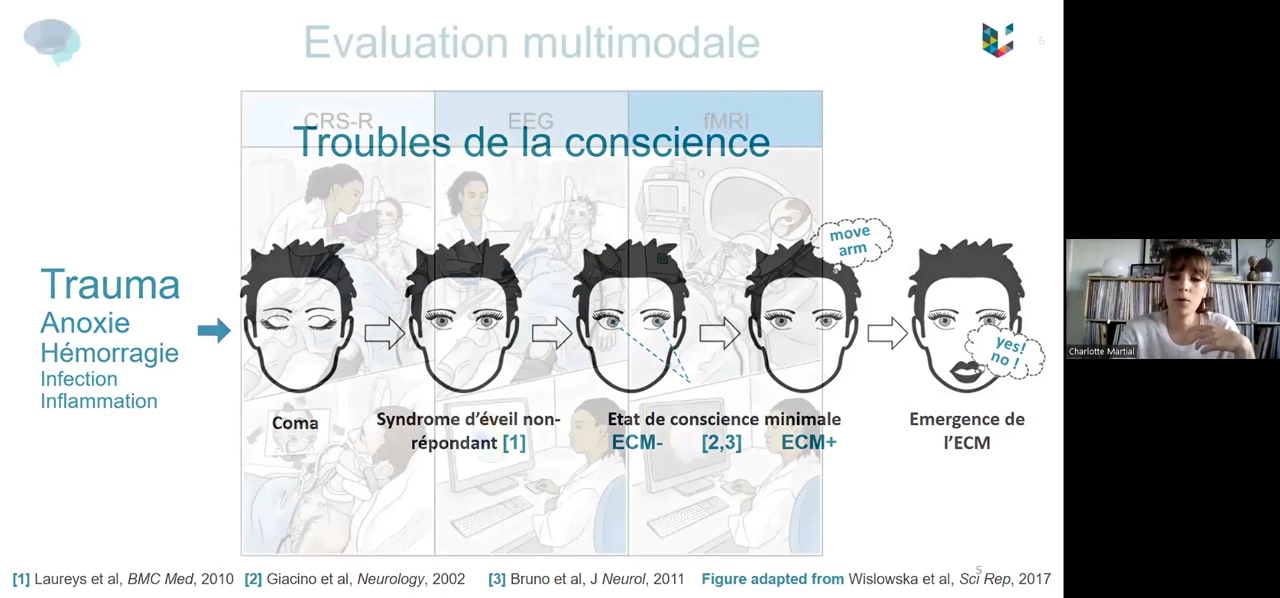 Evaluation multimodale
6
CRS-R
EEG
fMRI
Troubles de la conscience
Trauma
Anoxie
Hémorragie
Infection
Inflammation
move
arm
yes!
no !
Coma
Syndrome d'éveil non-
répondant [1]
Etat de conscience minimale
ECM- [2,3] ECM+
Emergence de
l'ECM
Charlotte Martial
[1] Laureys et al, BMC Med, 2010 [2] Giacino et al, Neurology, 2002 [3] Bruno et al, J Neurol, 2011 Figure adapted from Wislowska et al, Sci Rep, 2017
5